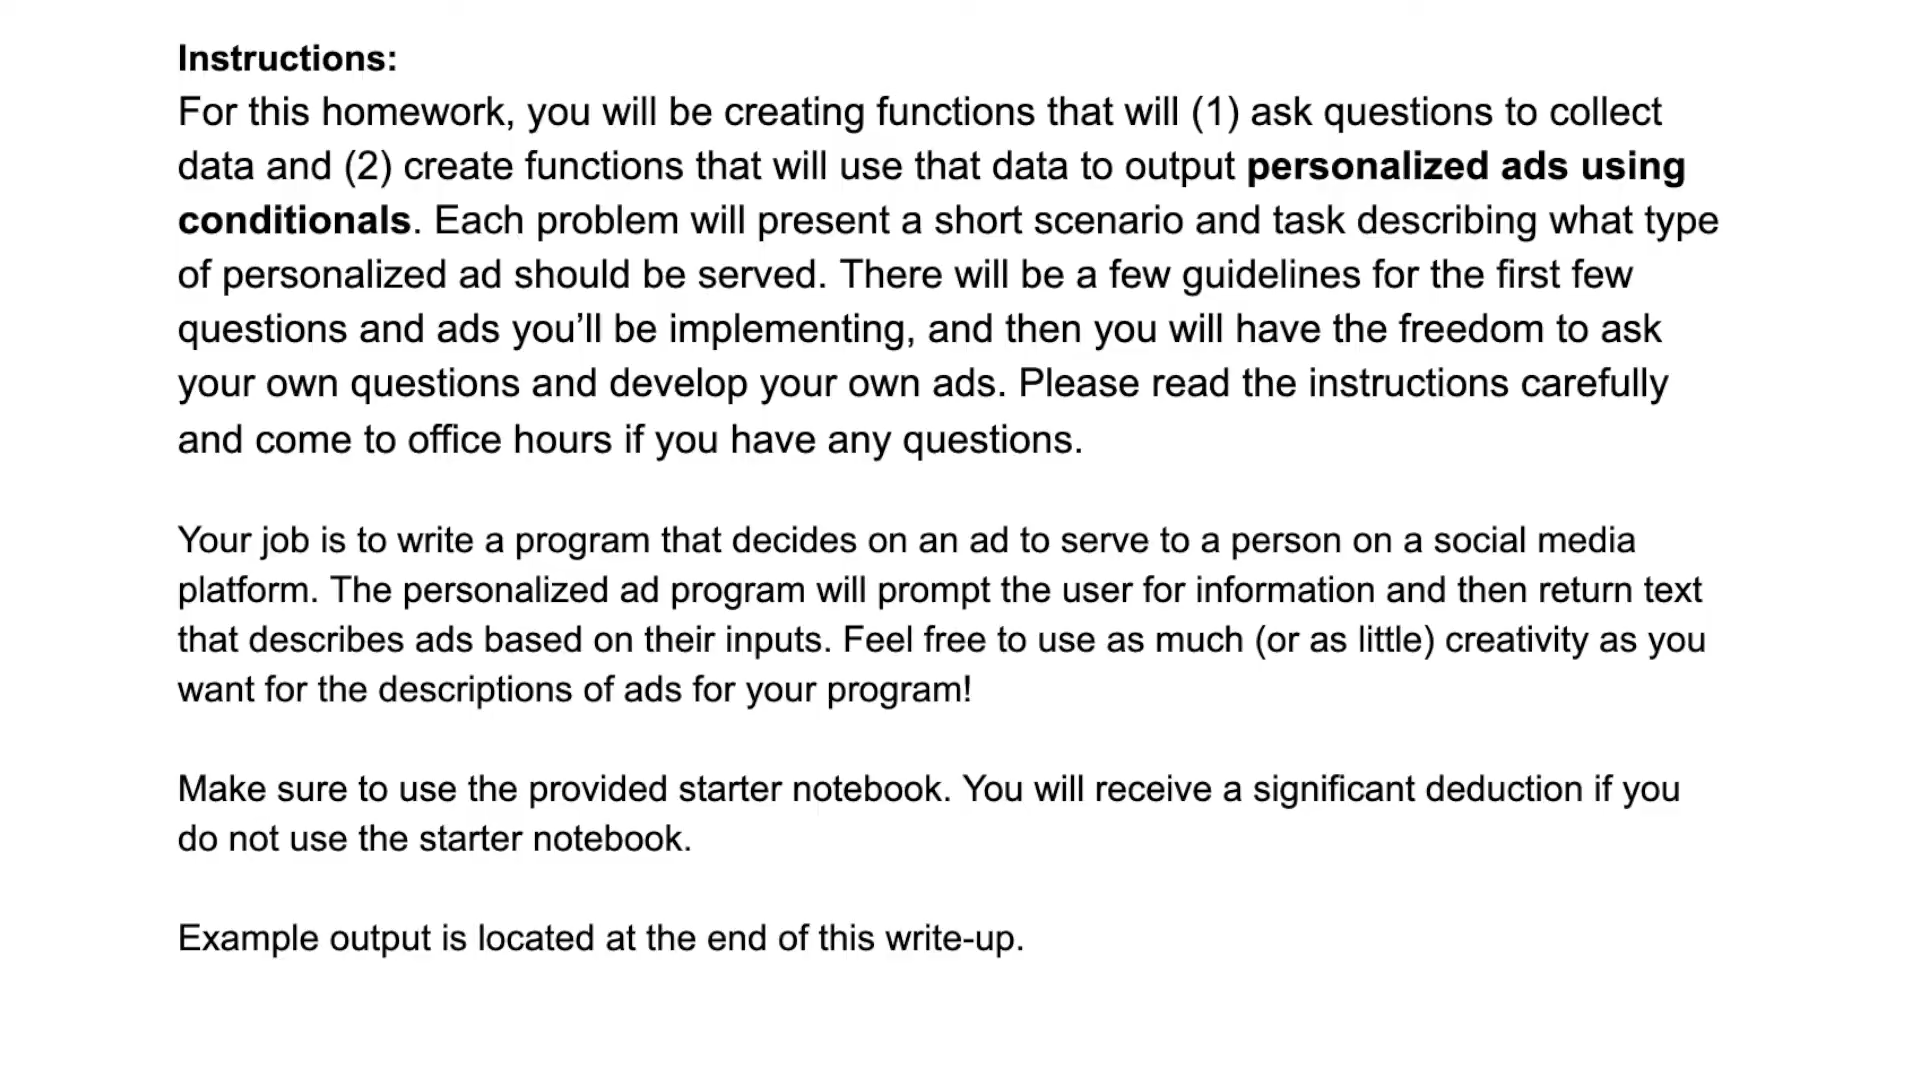 Instructions:
For this homework, you will be creating functions that will (1) ask questions to collect
data and (2) create functions that will use that data to output personalized ads using
conditionals. Each problem will present a short scenario and task describing what type
of personalized ad should be served. There will be a few guidelines for the first few
questions and ads you’ll be implementing, and then you will have the freedom to ask
your own questions and develop your own ads. Please read the instructions carefully
and come to office hours if you have any questions.
Your job is to write a program that decides on an ad to serve to a person on a social media
platform. The personalized ad program will prompt the user for information and then return text
that describes ads based on their inputs. Feel free to use as much (or as little) creativity as you
want for the descriptions of ads for your program!
Make sure to use the provided starter notebook. You will receive a significant deduction if you
do not use the starter notebook.
Example output is located at the end of this write-up.